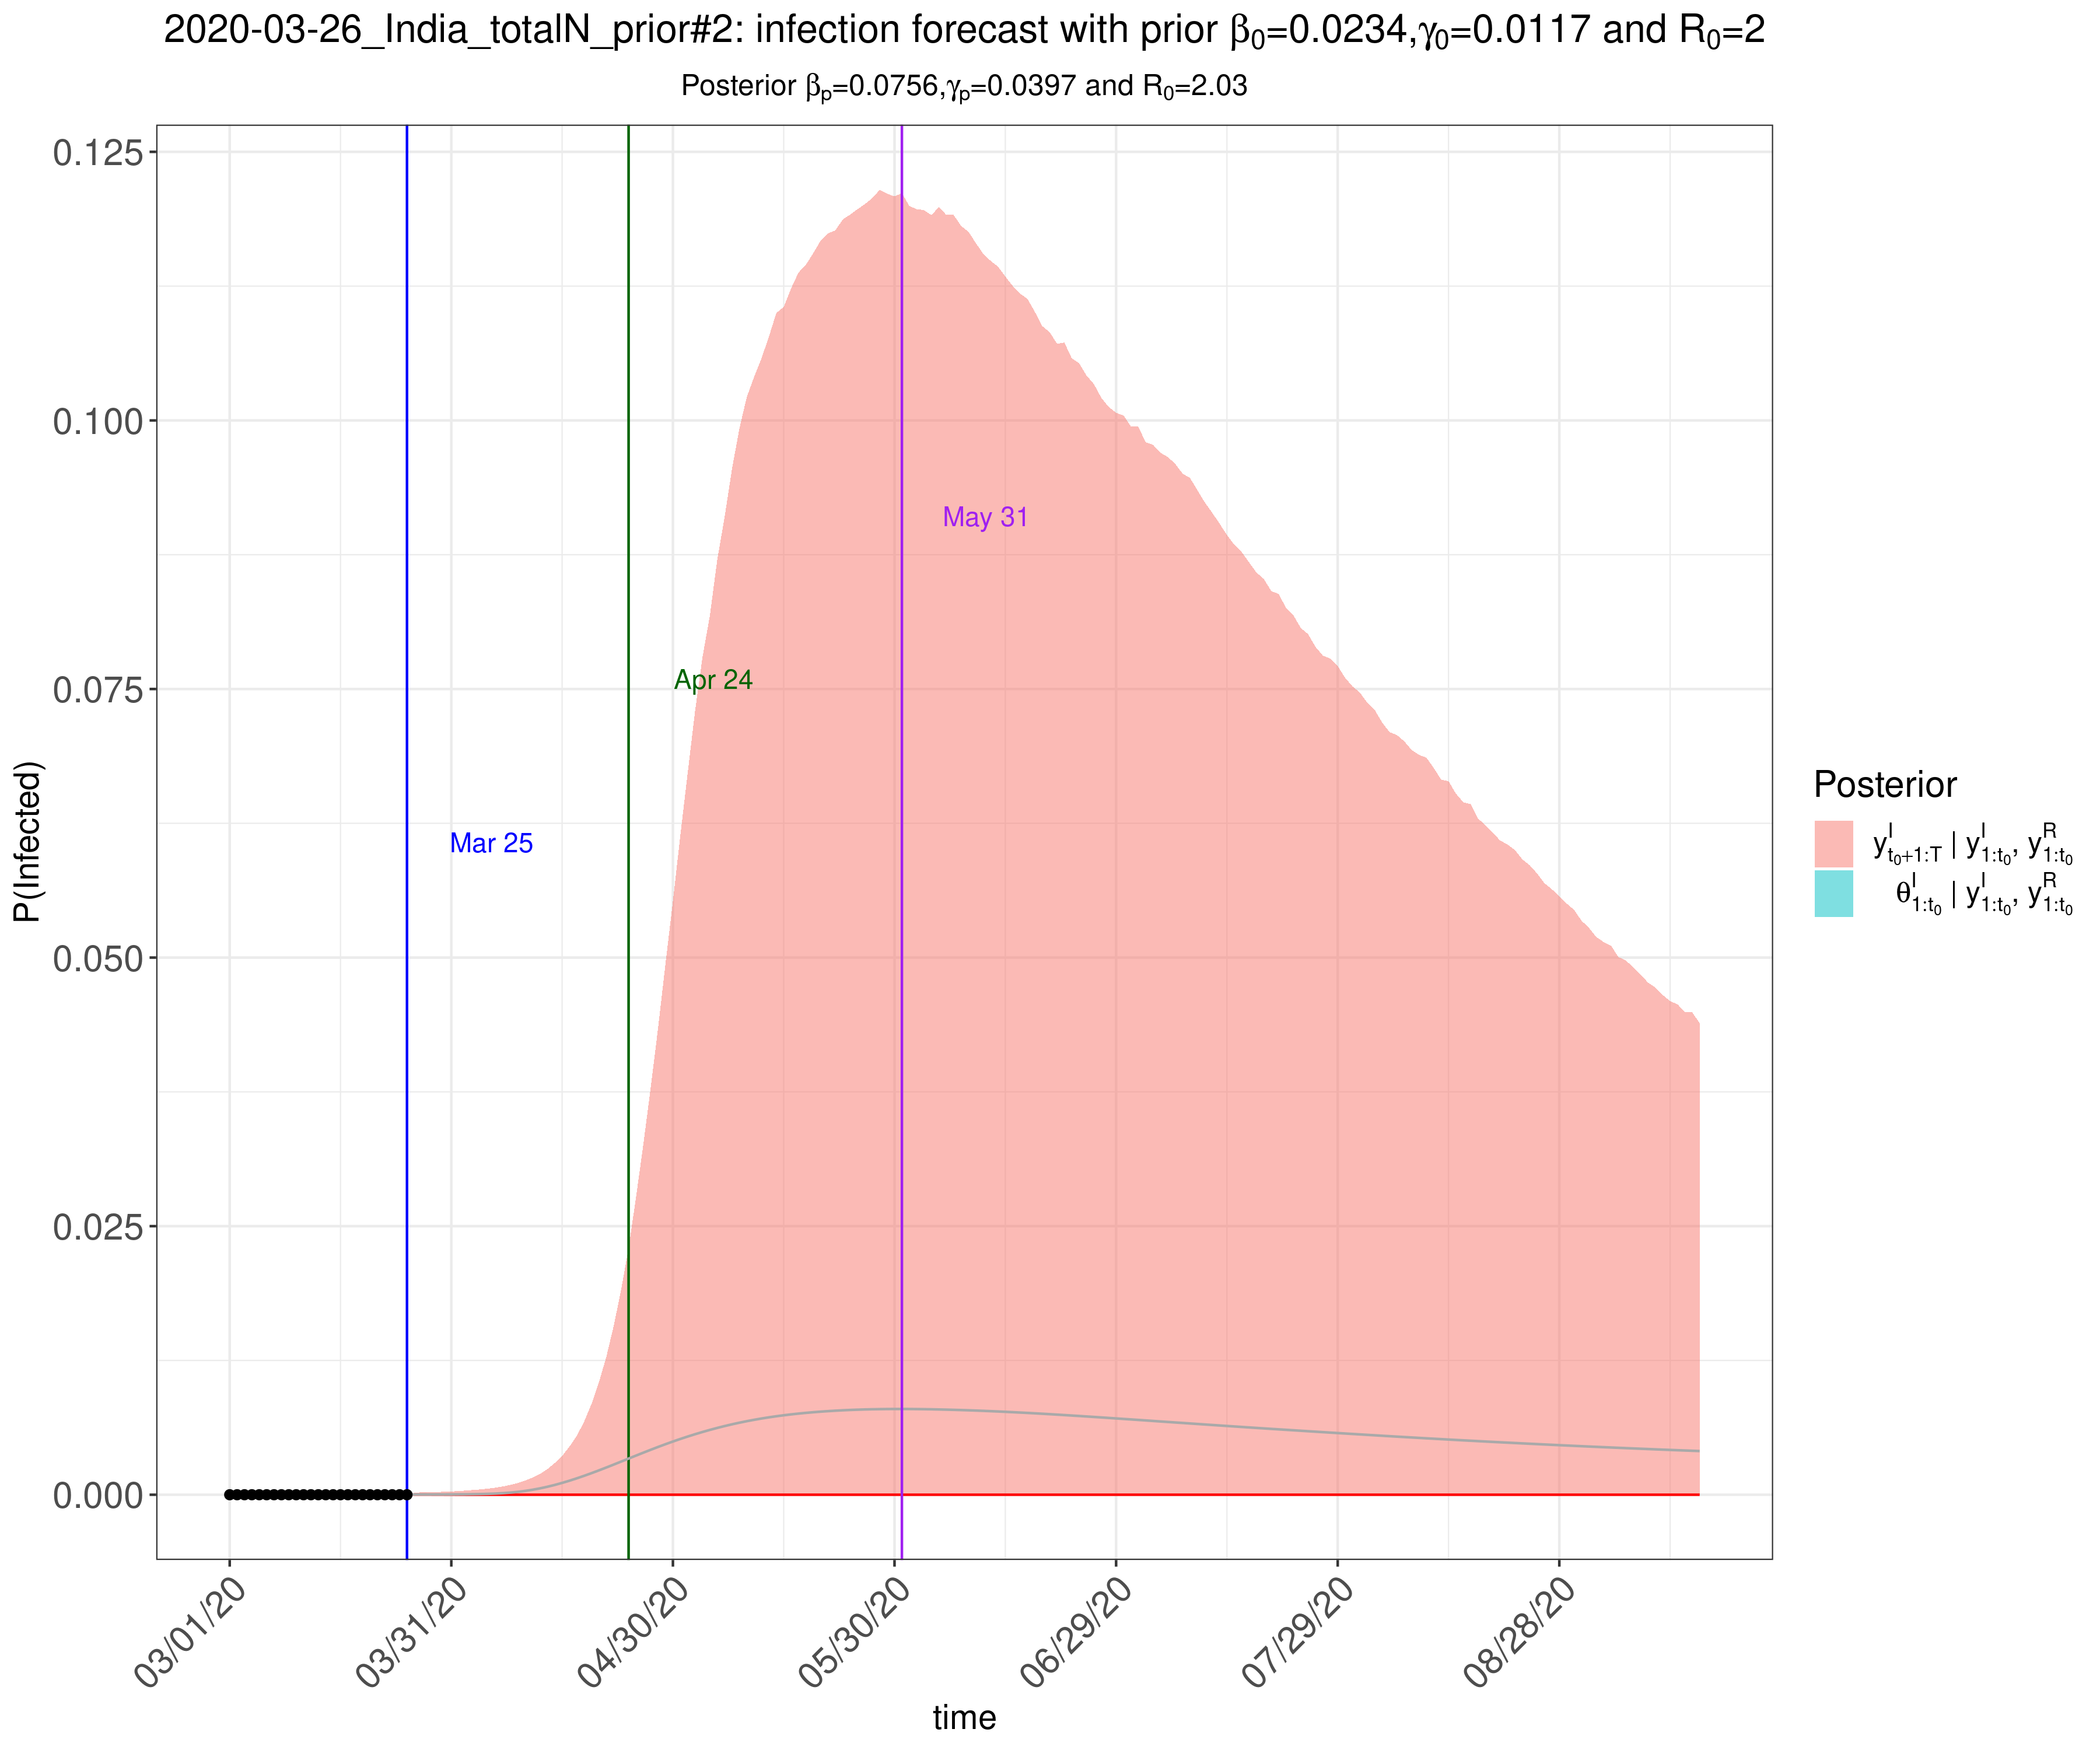 2020-03-26_India_totalN_prior#2: infection forecast with prior β₀=0.0234,γ₀=0.0117 and R₀=2
Posterior βₚ=0.0756,γₚ=0.0397 and R₀=2.03
P(Infected)
0.125
0.100
0.075
0.050
0.025
0.000
May 31
Apr 24
Mar 25
03/01/20
03/31/20
04/30/20
05/30/20
06/29/20
07/29/20
08/28/20
time
Posterior
y^I_{t₀+1:T} | y^I_{1:t₀}, y^R_{1:t₀}
θ^I_{1:t₀} | y^I_{1:t₀}, y^R_{1:t₀}